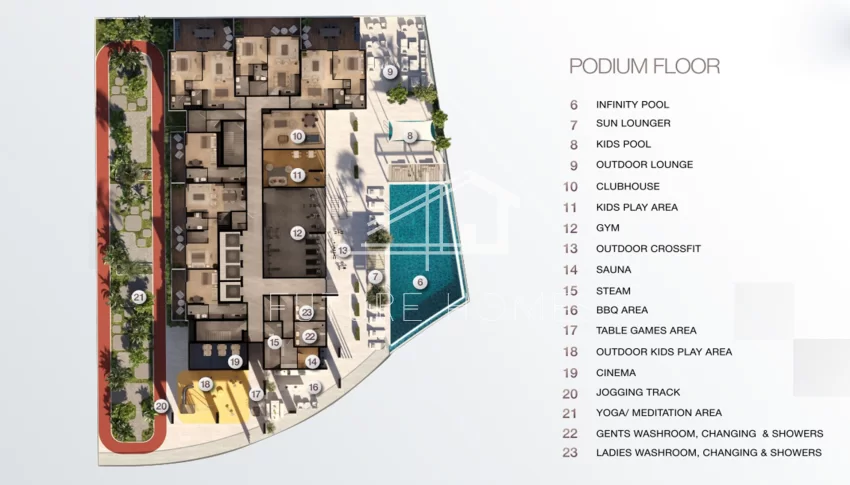 PODIUM FLOOR
6 INFINITY POOL
7 SUN LOUNGER
8 KIDS POOL
9 OUTDOOR LOUNGE
10 CLUBHOUSE
11 KIDS PLAY AREA
12 GYM
13 OUTDOOR CROSSFIT
14 SAUNA
15 STEAM
16 BBQ AREA
17 TABLE GAMES AREA
18 OUTDOOR KIDS PLAY AREA
19 CINEMA
20 JOGGING TRACK
21 YOGA/ MEDITATION AREA
22 GENTS WASHROOM, CHANGING & SHOWERS
23 LADIES WASHROOM, CHANGING & SHOWERS
9
8
10
11
12
13
7
6
21
23
22
15
14
19
18
17
16
20
FUTURE HOME